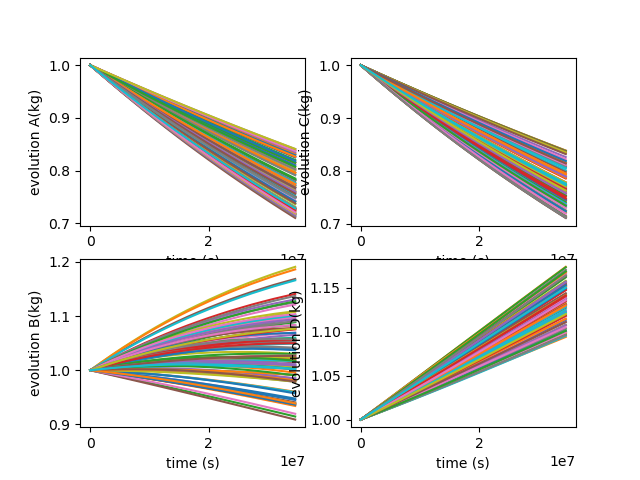 evolution A(kg)
1.0
0.9
0.8
0.7
0
2
1e7
time (s)
evolution C(kg)
1.0
0.9
0.8
0.7
0
2
1e7
time (s)
evolution B(kg)
1.2
1.1
1.0
0.9
0
2
1e7
time (s)
evolution D(kg)
1.15
1.10
1.05
1.00
0
2
1e7
time (s)